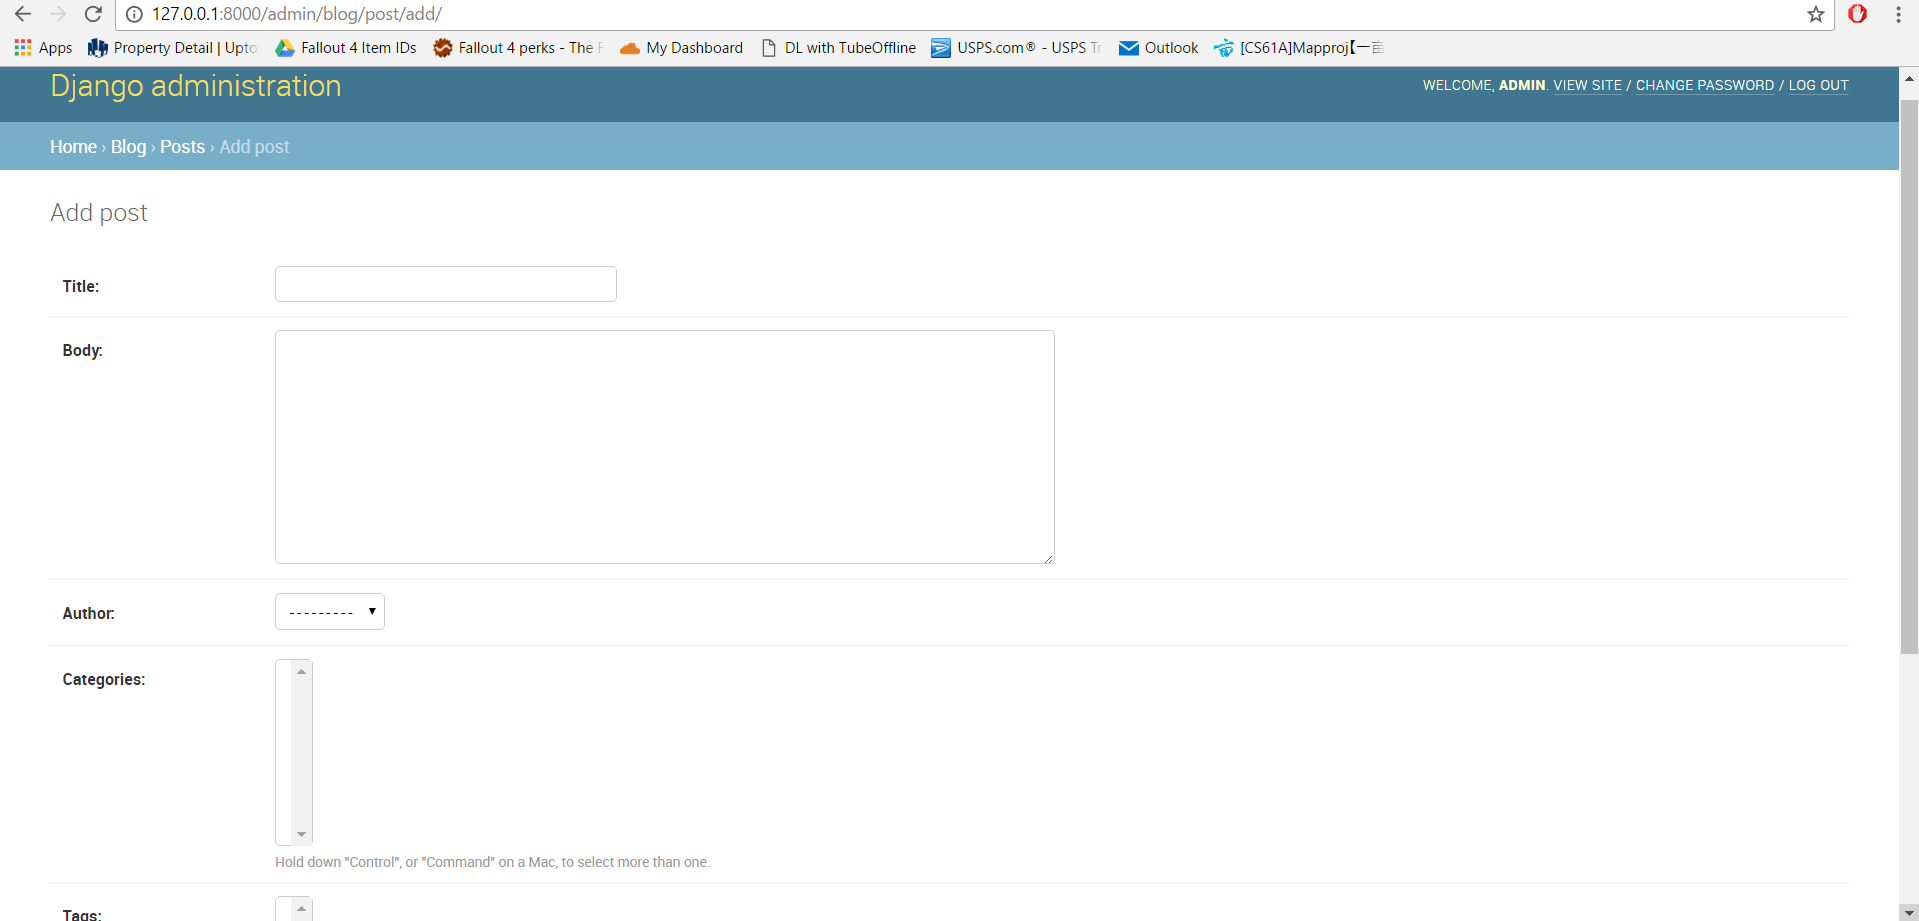 127.0.0.1:8000/admin/blog/post/add/
Apps Property Detail | Upto Fallout 4 Item IDs Fallout 4 perks - The F My Dashboard DL with TubeOffline USPS.com® - USPS Tr Outlook [CS61A]Mapproj【一亩
Django administration
WELCOME, ADMIN. VIEW SITE / CHANGE PASSWORD / LOG OUT
Home › Blog › Posts › Add post
Add post
Title:
Body:
Author: ---------
Categories:
Hold down "Control", or "Command" on a Mac, to select more than one.
Tags: